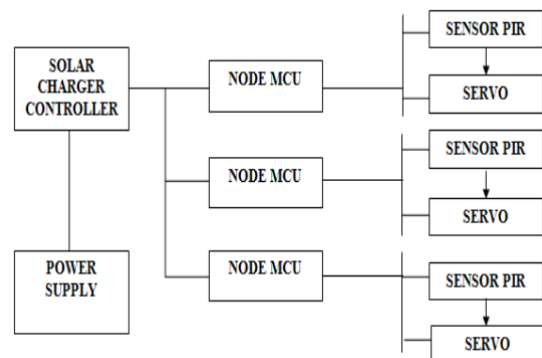 SOLAR
CHARGER
CONTROLLER
POWER
SUPPLY
NODE MCU
SENSOR PIR
SERVO
NODE MCU
SENSOR PIR
SERVO
NODE MCU
SENSOR PIR
SERVO